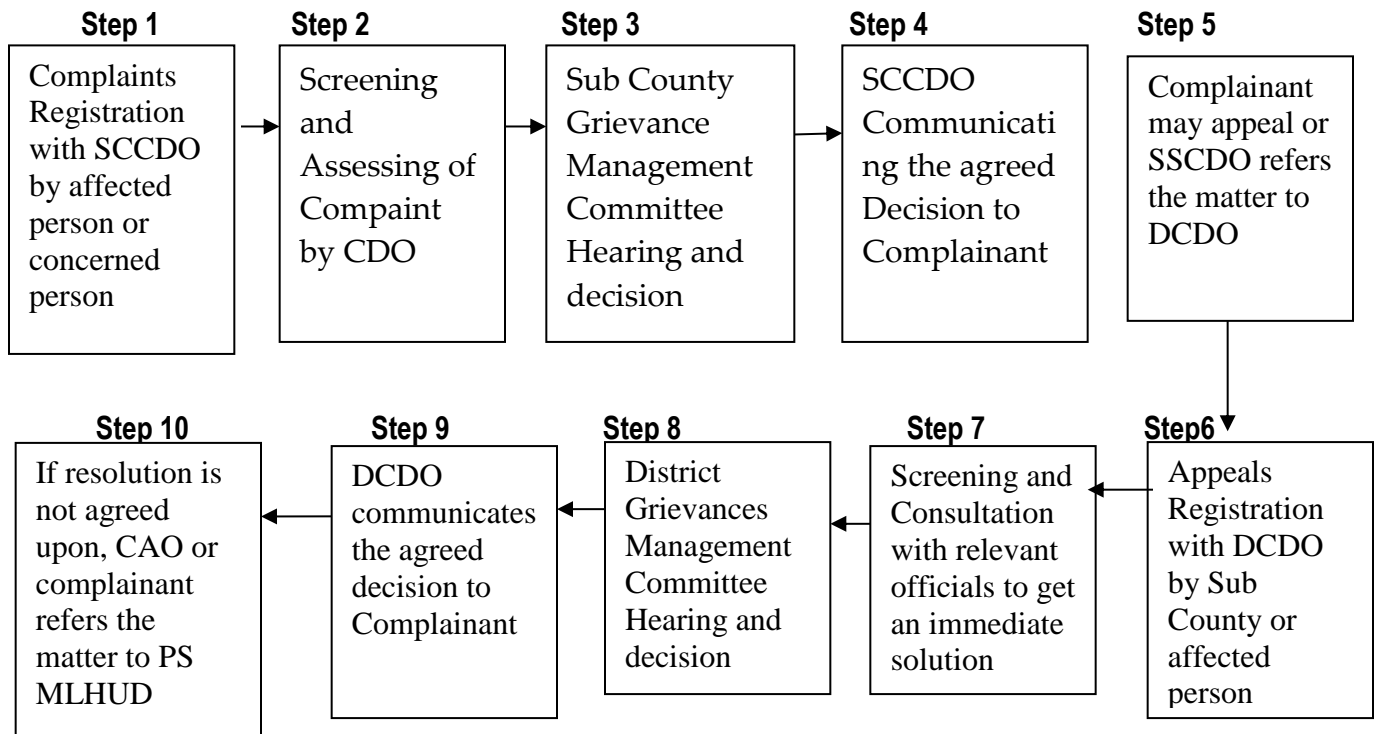 Step 1
Complaints
Registration
with SCCDO
by affected
person or
concerned
person
Step 2
Screening
and
Assessing of
Compaint
by CDO
Step 3
Sub County
Grievance
Management
Committee
Hearing and
decision
Step 4
SCCDO
Communicati
ng the agreed
Decision to
Complainant
Step 5
Complainant
may appeal or
SSCDO refers
the matter to
DCDO
Step6
Appeals
Registration
with DCDO
by Sub
County or
affected
person
Step 7
Screening and
Consultation
with relevant
officials to get
an immediate
solution
Step 8
District
Grievances
Management
Committee
Hearing and
decision
Step 9
DCDO
communicates
the agreed
decision to
Complainant
Step 10
If resolution is
not agreed
upon, CAO or
complainant
refers the
matter to PS
MLHUD